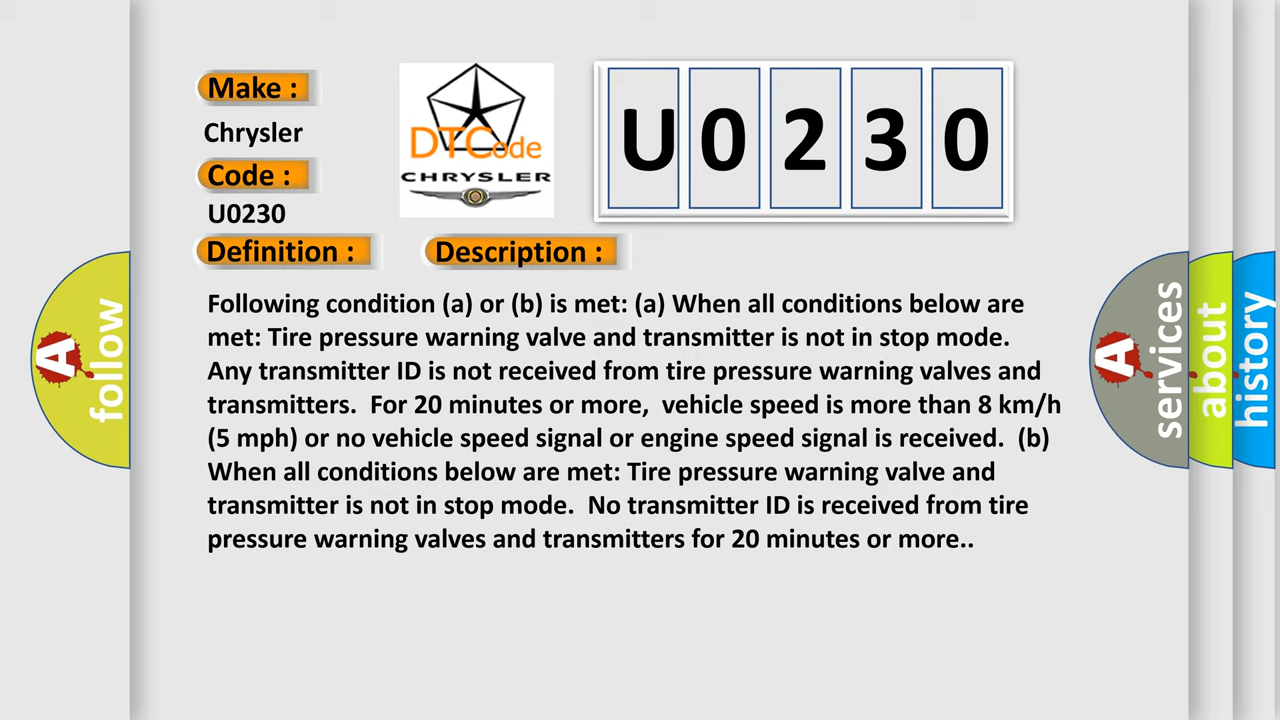 Make :
Chrysler
Code :
U0230
Definition :
Description :
DTCode
CHRYSLER
U0230
Following condition (a) or (b) is met: (a) When all conditions below are
met: Tire pressure warning valve and transmitter is not in stop mode.
Any transmitter ID is not received from tire pressure warning valves and
transmitters.  For 20 minutes or more,  vehicle speed is more than 8 km/h
(5 mph) or no vehicle speed signal or engine speed signal is received.  (b)
When all conditions below are met: Tire pressure warning valve and
transmitter is not in stop mode.  No transmitter ID is received from tire
pressure warning valves and transmitters for 20 minutes or more..
A
follow
A
services
about
history